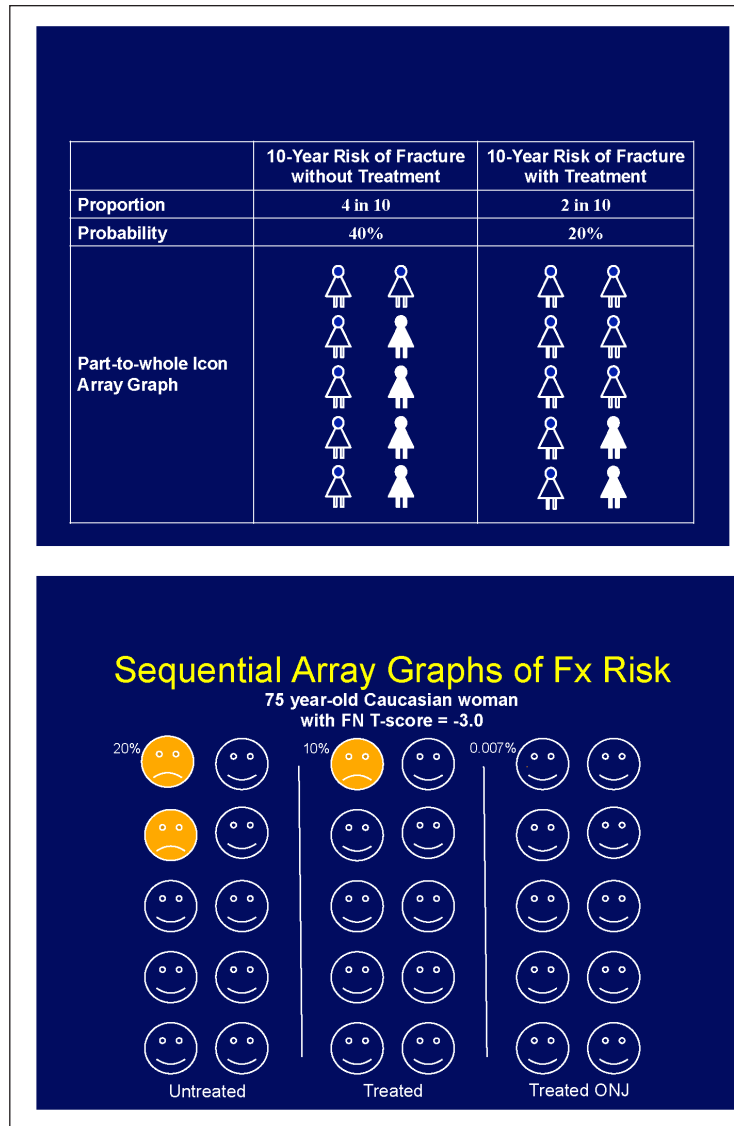 10-Year Risk of Fracture
without Treatment
10-Year Risk of Fracture
with Treatment
Proportion
4 in 10
2 in 10
Probability
40%
20%
Part-to-whole Icon
Array Graph
Sequential Array Graphs of Fx Risk
75 year-old Caucasian woman
with FN T-score = -3.0
20%
10%
0.007%
Untreated
Treated
Treated ONJ